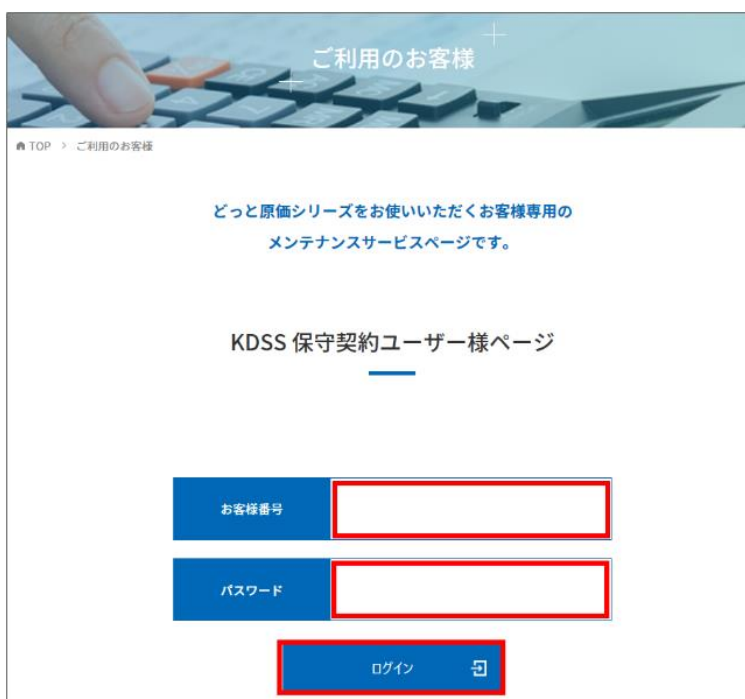 ご利用のお客様
TOP > ご利用のお客様
どっと原価シリーズをお使いいただくお客様専用の
メンテナンスサービスページです。
KDSS 保守契約ユーザー様ページ
お客様番号
パスワード
ログイン